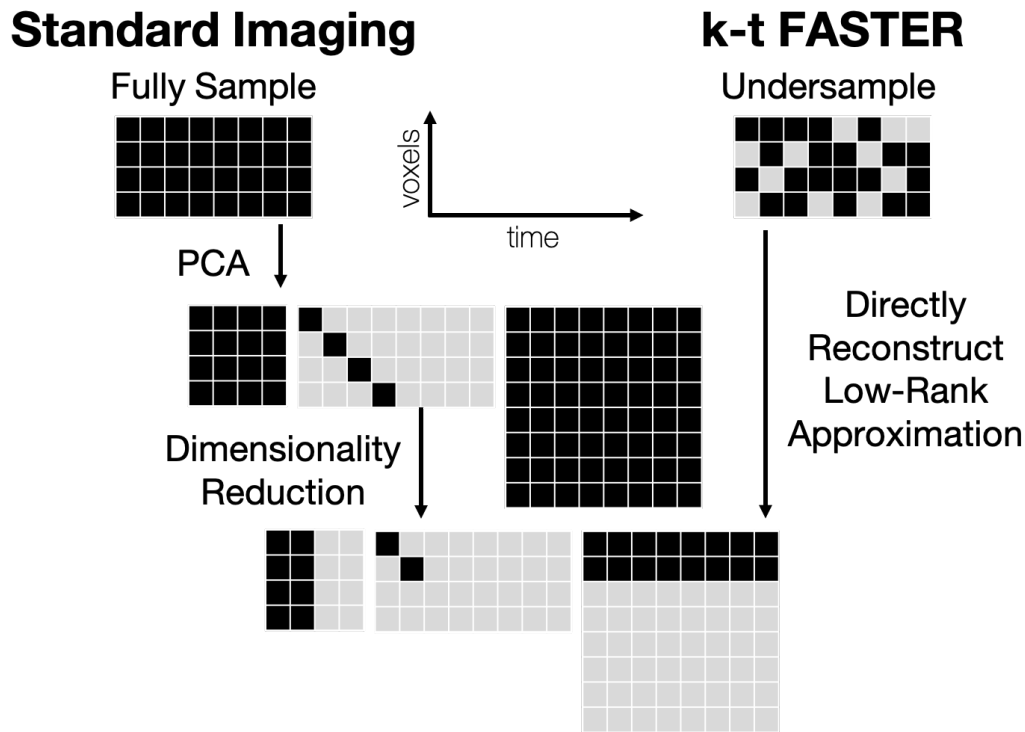 Standard Imaging
k-t FASTER
Fully Sample
Undersample
voxels
time
PCA
Directly
Reconstruct
Low-Rank
Approximation
Dimensionality
Reduction